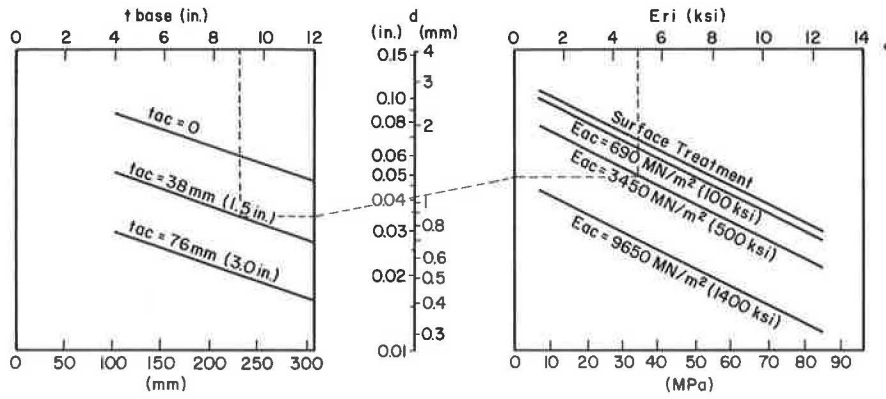 t base (in.)
d
Eri (ksi)
0 2 4 6 8 10 12
(in.) (mm)
0 2 4 6 8 10 12 14
0.15
0.10
0.08
0.06
0.05
0.04
0.03
0.02
0.01
4
3
2
1
0.8
0.6
0.5
0.4
0.3
tac = 0
tac = 38mm (1.5 in.)
tac = 76mm (3.0 in.)
Surface Treatment
Eac = 690 MN/m² (100 ksi)
Eac = 3450 MN/m² (500 ksi)
Eac = 9650 MN/m² (1400 ksi)
0 50 100 150 200 250 300
(mm)
0 10 20 30 40 50 60 70 80 90
(MPa)